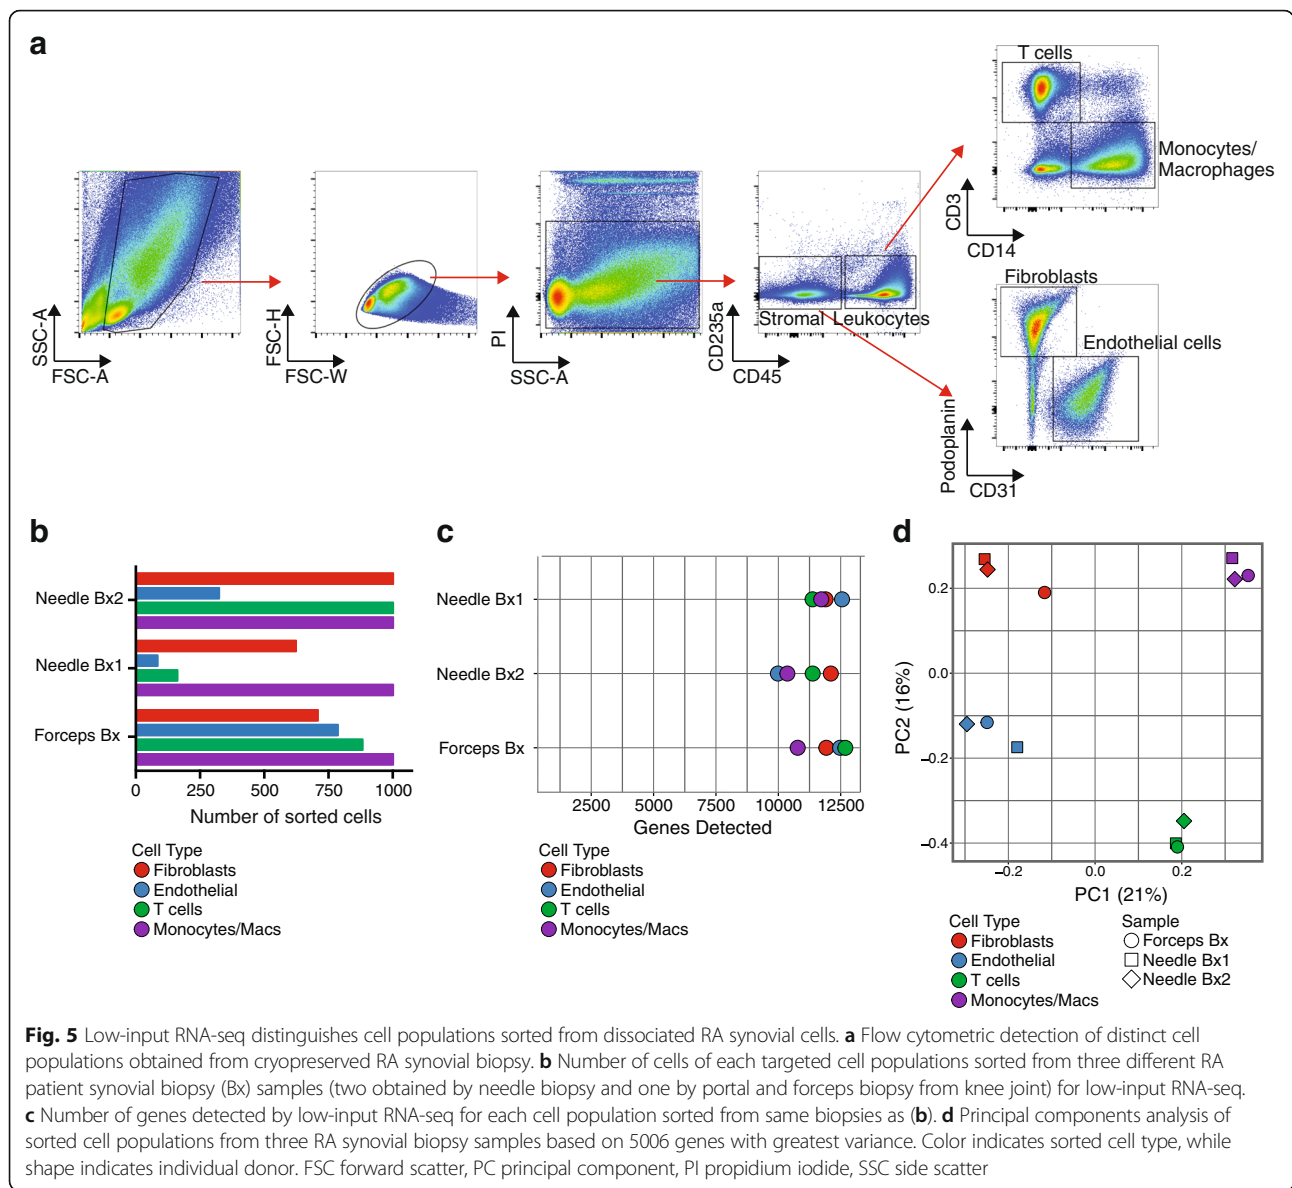 a
T cells
Monocytes/
Macrophages
CD3
CD14
SSC-A
FSC-A
FSC-H
FSC-W
PI
SSC-A
CD235a
CD45
Stromal
Leukocytes
Fibroblasts
Endothelial cells
Podoplanin
CD31
b
Needle Bx2
Needle Bx1
Forceps Bx
0 250 500 750 1000
Number of sorted cells
Cell Type
Fibroblasts
Endothelial
T cells
Monocytes/Macs
c
Needle Bx1
Needle Bx2
Forceps Bx
2500 5000 7500 10000 12500
Genes Detected
Cell Type
Fibroblasts
Endothelial
T cells
Monocytes/Macs
d
0.2
0.0
−0.2
−0.4
PC2 (16%)
−0.2 0.0 0.2
PC1 (21%)
Cell Type
Fibroblasts
Endothelial
T cells
Monocytes/Macs
Sample
Forceps Bx
Needle Bx1
Needle Bx2
Fig. 5 Low-input RNA-seq distinguishes cell populations sorted from dissociated RA synovial cells. a Flow cytometric detection of distinct cell
populations obtained from cryopreserved RA synovial biopsy. b Number of cells of each targeted cell populations sorted from three different RA
patient synovial biopsy (Bx) samples (two obtained by needle biopsy and one by portal and forceps biopsy from knee joint) for low-input RNA-seq.
c Number of genes detected by low-input RNA-seq for each cell population sorted from same biopsies as (b). d Principal components analysis of
sorted cell populations from three RA synovial biopsy samples based on 5006 genes with greatest variance. Color indicates sorted cell type, while
shape indicates individual donor. FSC forward scatter, PC principal component, PI propidium iodide, SSC side scatter